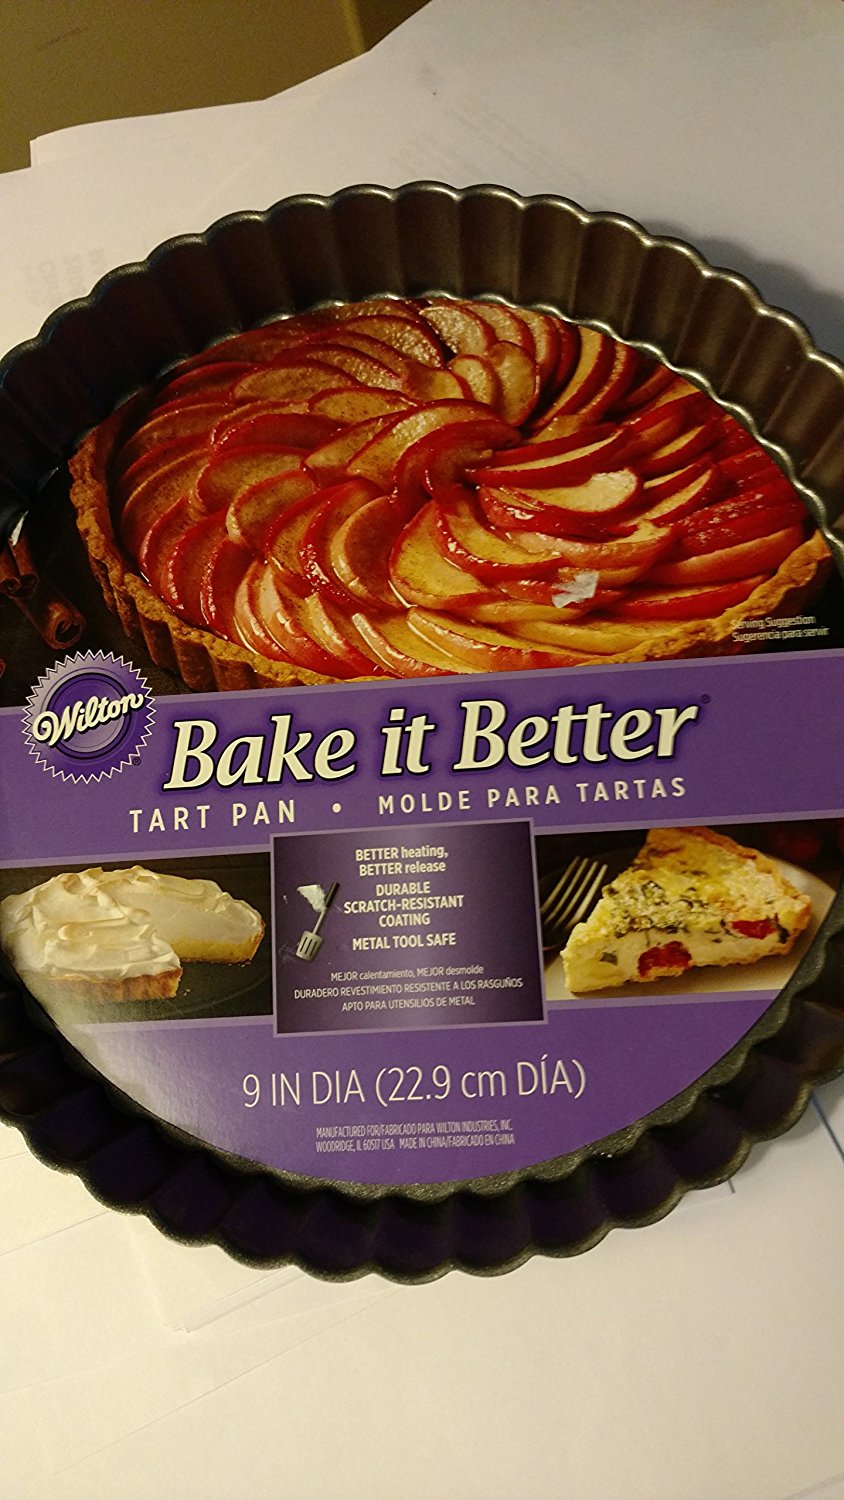 Serving Suggestion
Sugerencia para servir
Wilton
®
Bake it Better®
TART PAN • MOLDE PARA TARTAS
BETTER heating,
BETTER release
DURABLE
SCRATCH-RESISTANT
COATING
METAL TOOL SAFE
MEJOR calentamiento, MEJOR desmolde
DURADERO REVESTIMIENTO RESISTENTE A LOS RASGUÑOS
APTO PARA UTENSILIOS DE METAL
9 IN DIA (22.9 cm DÍA)
MANUFACTURED FOR/FABRICADO PARA WILTON INDUSTRIES, INC.
WOODRIDGE, IL 60517 USA MADE IN CHINA/FABRICADO EN CHINA